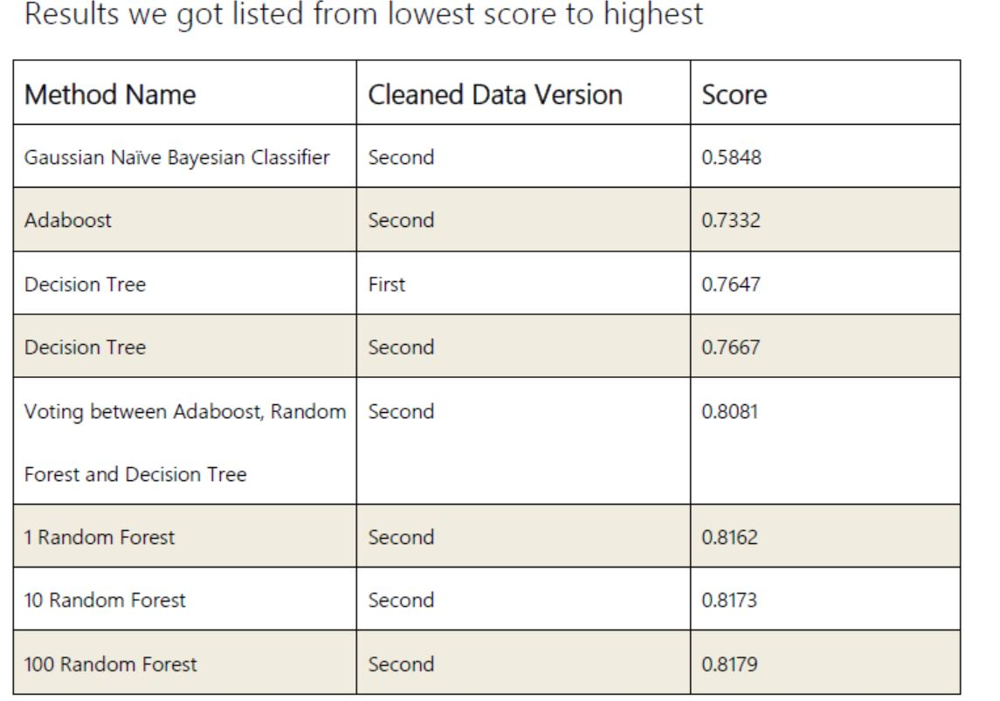 Results we got listed from lowest score to highest
Method Name Cleaned Data Version Score
Gaussian Naïve Bayesian Classifier Second 0.5848
Adaboost Second 0.7332
Decision Tree First 0.7647
Decision Tree Second 0.7667
Voting between Adaboost, Random Second 0.8081
Forest and Decision Tree
1 Random Forest Second 0.8162
10 Random Forest Second 0.8173
100 Random Forest Second 0.8179